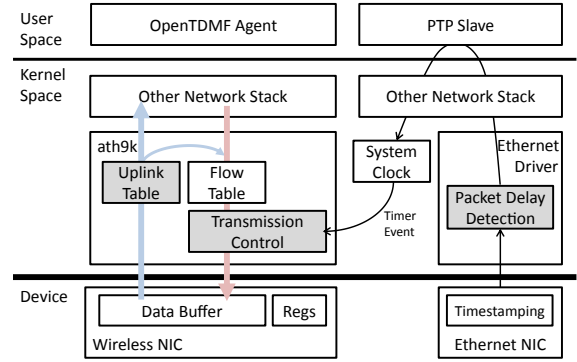 User
Space
OpenTDMF Agent
PTP Slave
Kernel
Space
Other Network Stack
Other Network Stack
ath9k
Uplink
Table
Flow
Table
Transmission
Control
System
Clock
Timer
Event
Ethernet
Driver
Packet Delay
Detection
Device
Data Buffer
Regs
Wireless NIC
Timestamping
Ethernet NIC